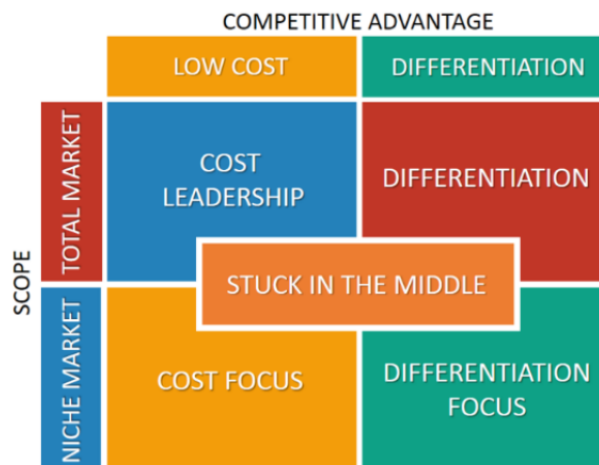 COMPETITIVE ADVANTAGE
LOW COST
DIFFERENTIATION
SCOPE
TOTAL MARKET
COST
LEADERSHIP
DIFFERENTIATION
STUCK IN THE MIDDLE
NICHE MARKET
COST FOCUS
DIFFERENTIATION
FOCUS